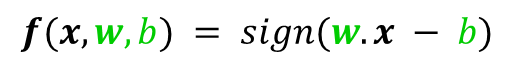 f(x,w,b) = sign(w.x − b)